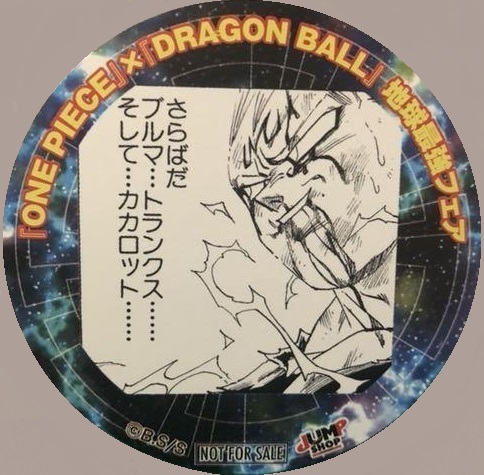 『ONE PIECE』×『DRAGON BALL』地球最強フェア
さらばだ
ブルマ…トランクス……
そして…カカロット……
©B.S/S
NOT FOR SALE
JUMP
SHOP